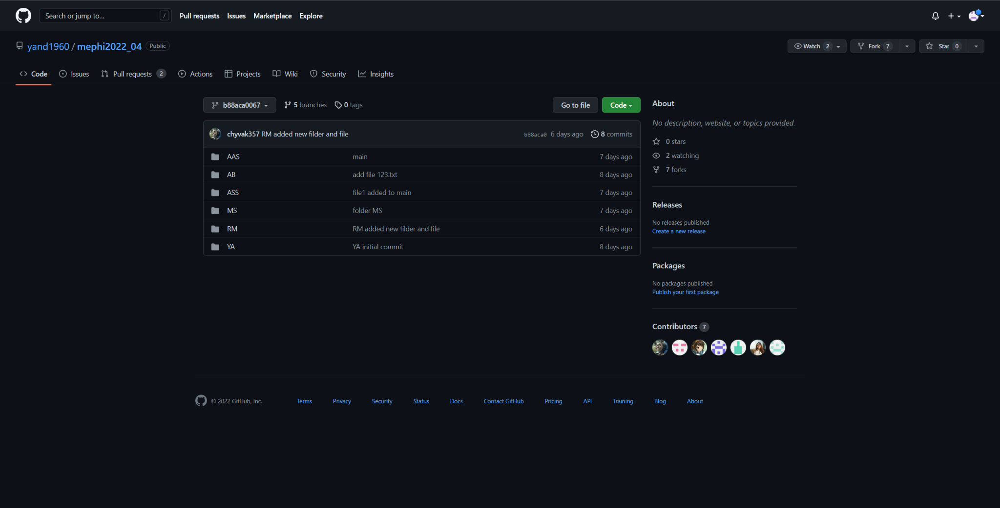 Search or jump to... / Pull requests Issues Marketplace Explore
yand1960 / mephi2022_04 Public Watch 2 Fork 7 Star 0
Code Issues Pull requests 2 Actions Projects Wiki Security Insights
b88aca0067 5 branches 0 tags Go to file Code
chyvak357 RM added new filder and file b88aca0 6 days ago 8 commits
AAS main 7 days ago
AB add file 123.txt 8 days ago
ASS file1 added to main 7 days ago
MS folder MS 7 days ago
RM RM added new filder and file 6 days ago
YA YA initial commit 8 days ago
About
No description, website, or topics provided.
0 stars
2 watching
7 forks
Releases
No releases published
Create a new release
Packages
No packages published
Publish your first package
Contributors 7
© 2022 GitHub, Inc. Terms Privacy Security Status Docs Contact GitHub Pricing API Training Blog About